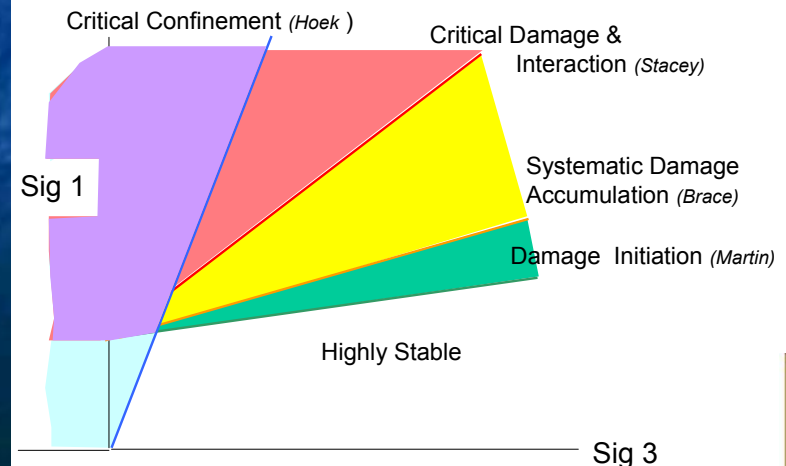 Critical Confinement (Hoek )
Critical Damage &
Interaction (Stacey)
Sig 1
Systematic Damage
Accumulation (Brace)
Damage Initiation (Martin)
Highly Stable
Sig 3